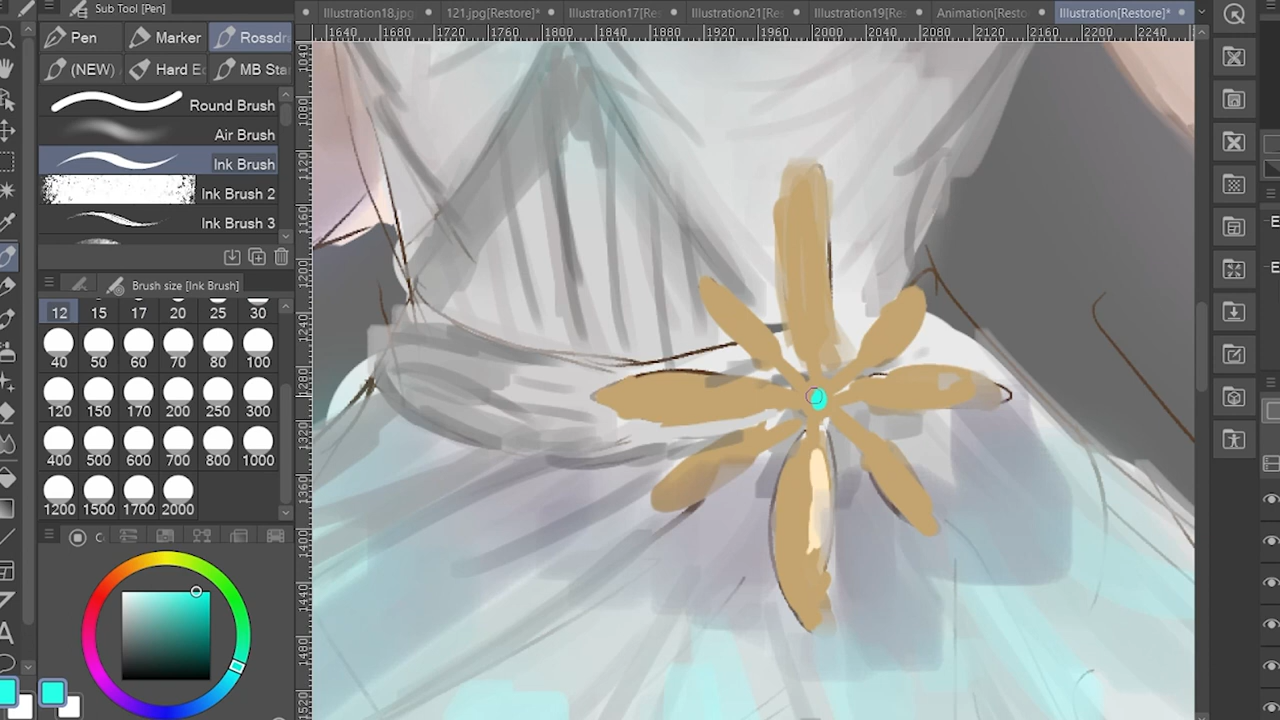 Sub Tool [Pen]
Illustration18.jpg
121.jpg[Restore]*
Illustration17[Res
Illustration21[Re
Illustration19[Re
Animation[Resto
Illustration[Restore]*
Pen
Marker
Rossdra
(NEW)
Hard E
MB Sta
Round Brush
Air Brush
Ink Brush
Ink Brush 2
Ink Brush 3
Brush size [Ink Brush]
12 15 17 20 25 30
40 50 60 70 80 100
120 150 170 200 250 300
400 500 600 700 800 1000
1200 1500 1700 2000
1640 1680 1720 1760 1800 1840 1880 1920 1960 2000 2040 2080 2120 2160 2200 2240
1040
1080
1120
1160
1200
1240
1280
1320
1360
1400
1440
1480
1520